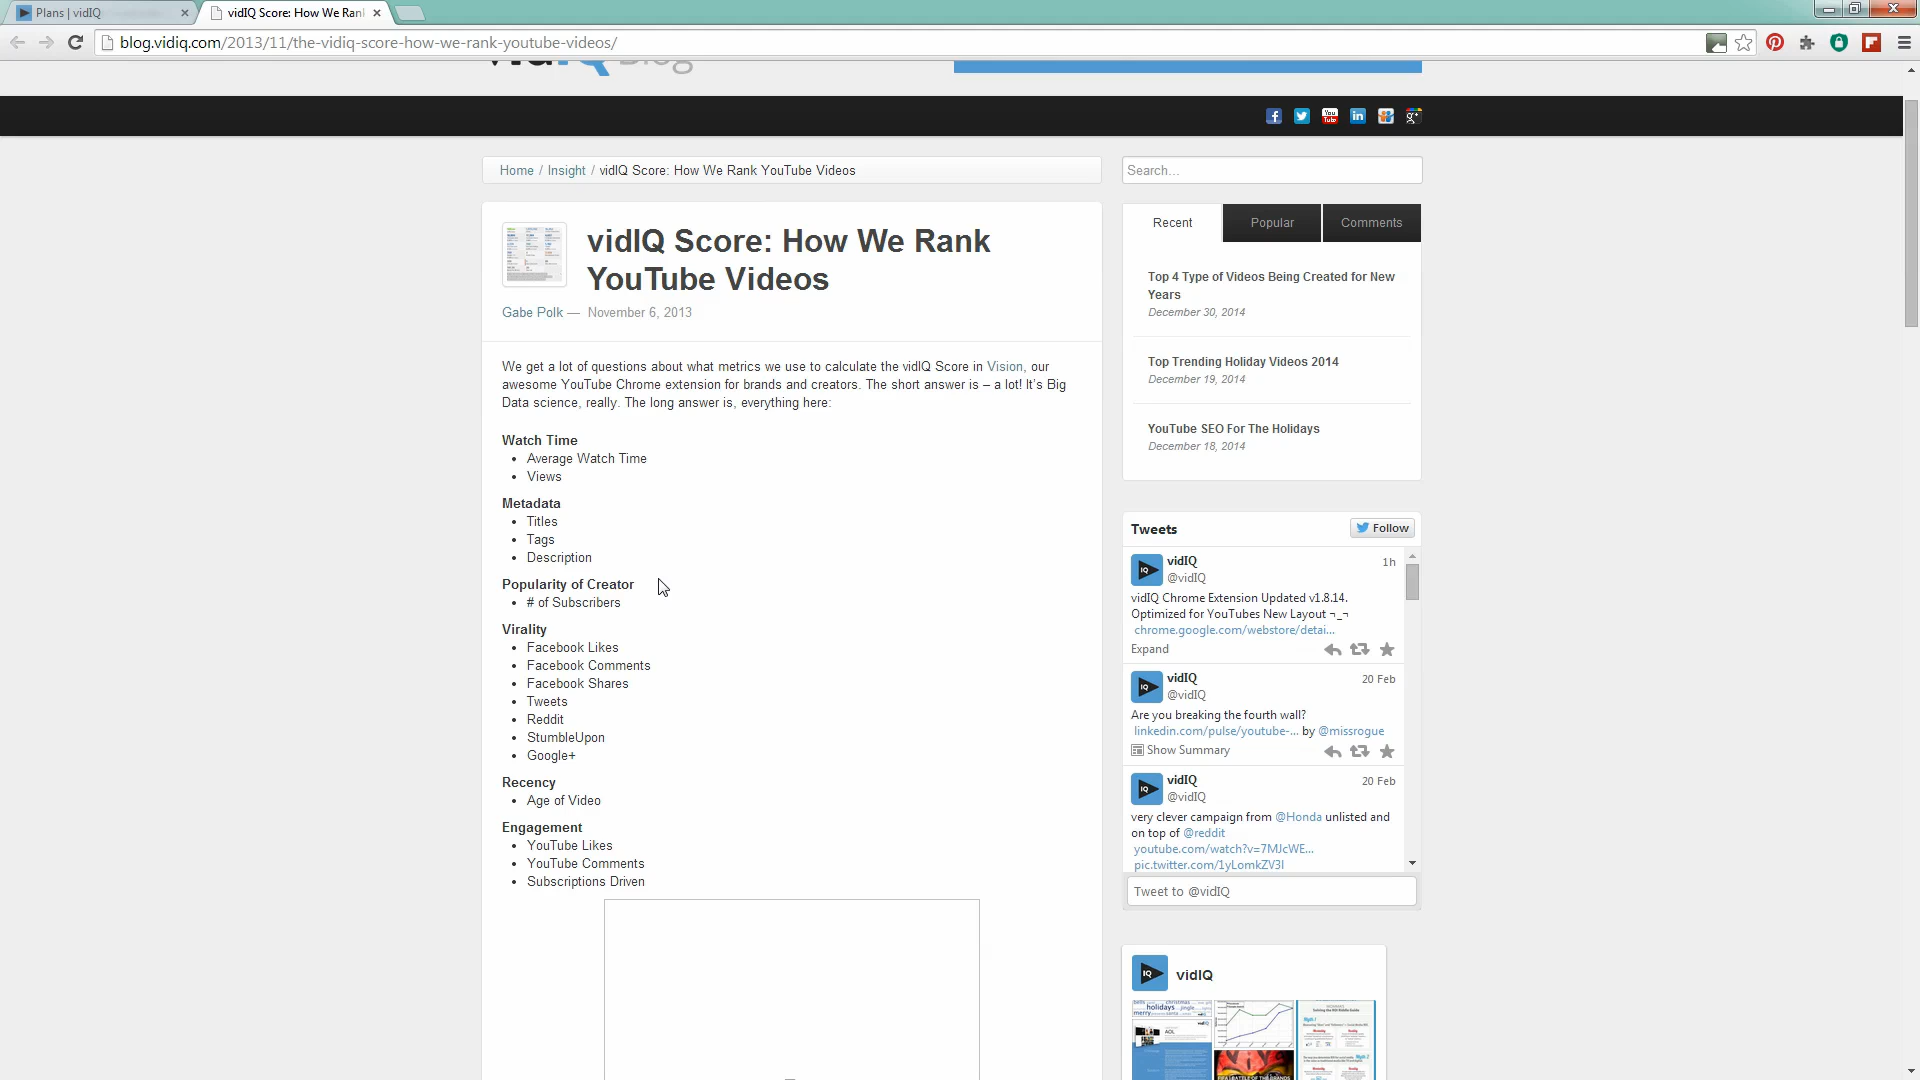 Plans | vidIQ
vidIQ Score: How We Rank
blog.vidiq.com/2013/11/the-vidiq-score-how-we-rank-youtube-videos/
vidIQ Blog
Home / Insight / vidIQ Score: How We Rank YouTube Videos
vidIQ Score: How We Rank
YouTube Videos
Gabe Polk — November 6, 2013
We get a lot of questions about what metrics we use to calculate the vidIQ Score in Vision, our
awesome YouTube Chrome extension for brands and creators. The short answer is – a lot! It's Big
Data science, really. The long answer is, everything here:
Watch Time
• Average Watch Time
• Views
Metadata
• Titles
• Tags
• Description
Popularity of Creator
• # of Subscribers
Virality
• Facebook Likes
• Facebook Comments
• Facebook Shares
• Tweets
• Reddit
• StumbleUpon
• Google+
Recency
• Age of Video
Engagement
• YouTube Likes
• YouTube Comments
• Subscriptions Driven
Search...
Recent Popular Comments
Top 4 Type of Videos Being Created for New
Years
December 30, 2014
Top Trending Holiday Videos 2014
December 19, 2014
YouTube SEO For The Holidays
December 18, 2014
Tweets Follow
vidIQ 1h
@vidIQ
vidIQ Chrome Extension Updated v1.8.14.
Optimized for YouTubes New Layout ¬_¬
chrome.google.com/webstore/detai...
Expand
vidIQ 20 Feb
@vidIQ
Are you breaking the fourth wall?
linkedin.com/pulse/youtube-... by @missrogue
Show Summary
vidIQ 20 Feb
@vidIQ
very clever campaign from @Honda unlisted and
on top of @reddit
youtube.com/watch?v=7MJcWE...
pic.twitter.com/1yLomkZV3I
Tweet to @vidIQ
vidIQ